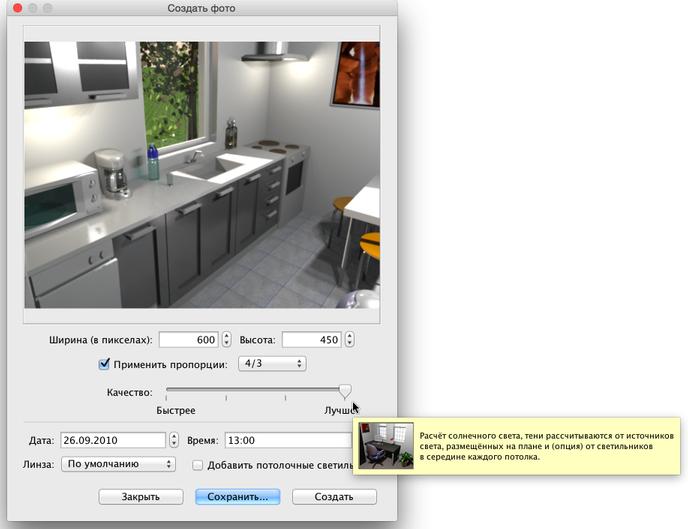 Создать фото
Ширина (в пикселах): 600 Высота: 450
Применить пропорции: 4/3
Качество:
Быстрее Лучше
Расчёт солнечного света, тени рассчитываются от источников
света, размещённых на плане и (опция) от светильников
в середине каждого потолка.
Дата: 26.09.2010 Время: 13:00
Линза: По умолчанию Добавить потолочные светиль
Закрыть Сохранить... Создать